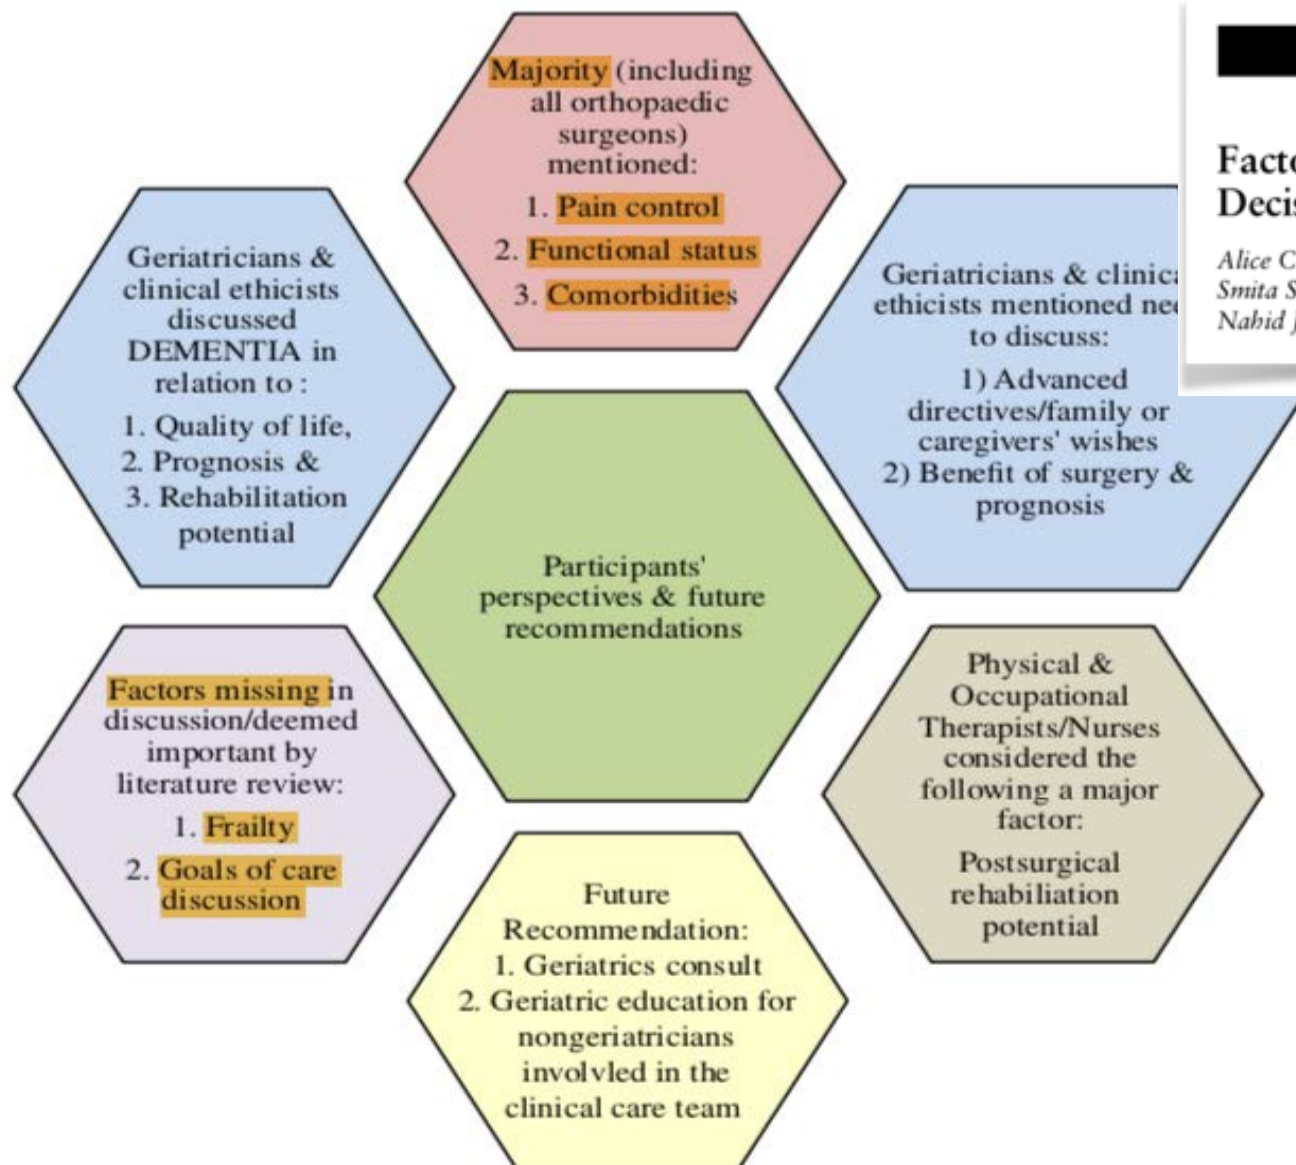 Majority (including
all orthopaedic
surgeons)
mentioned:
1. Pain control
2. Functional status
3. Comorbidities
Geriatricians &
clinical ethicists
discussed
DEMENTIA in
relation to :
1. Quality of life,
2. Prognosis &
3. Rehabilitation
potential
Geriatricians &
ethicists mentioned
to discuss:
1) Advanced
directives/family or
caregivers' wishes
2) Benefit of surgery &
prognosis
Alice
Smita
Nahid
Participants'
perspectives & future
recommendations
Factors missing in
discussion/deemed
important by
literature review:
1. Frailty
2. Goals of care
discussion
Physical &
Occupational
Therapists/Nurses
considered the
following a major
factor:
Postsurgical
rehabiliation
potential
Future
Recommendation:
1. Geriatrics consult
2. Geriatric education for
nongeriatricians
involvled in the
clinical care team